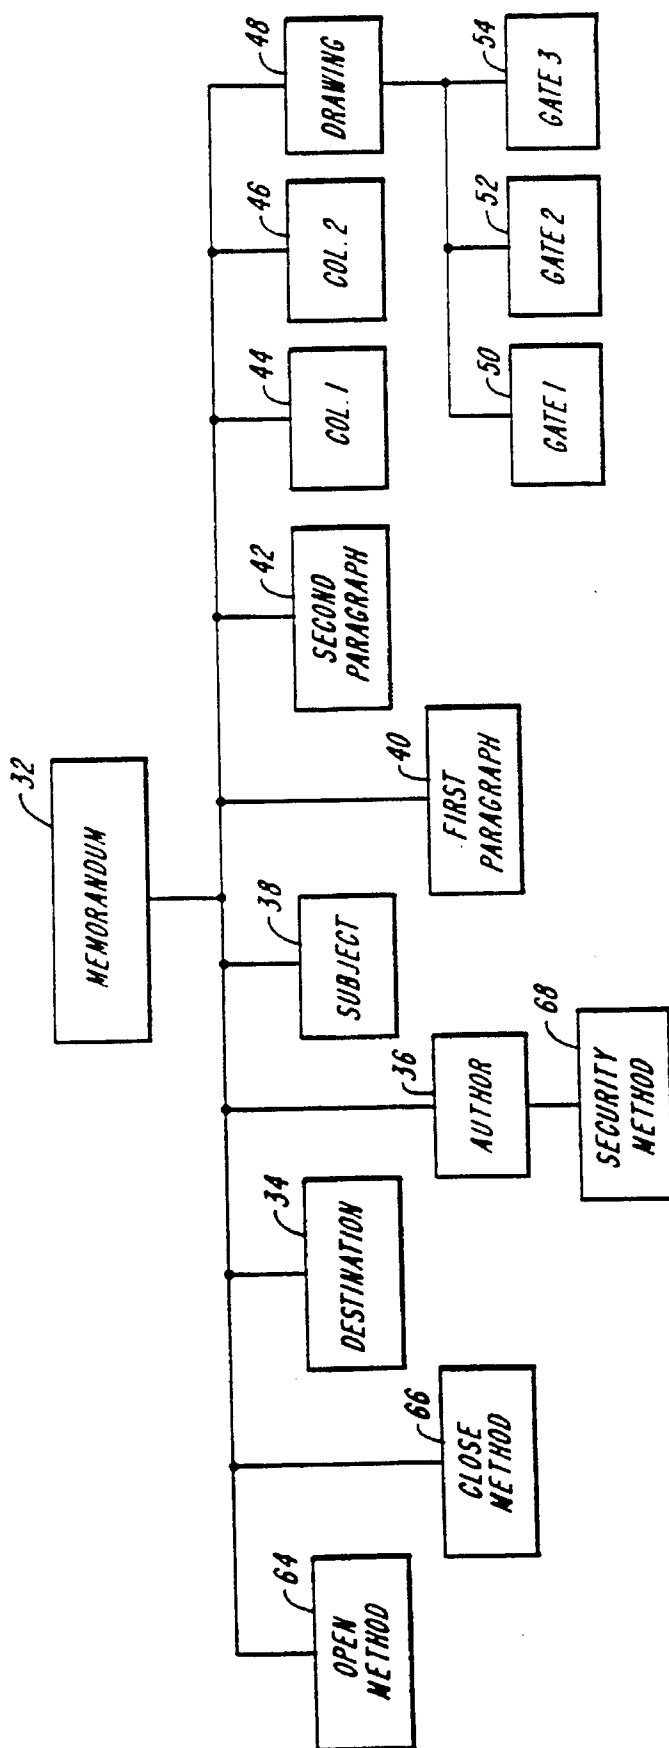 MEMORANDUM
32
OPEN
METHOD
64
CLOSE
METHOD
66
DESTINATION
34
AUTHOR
36
SECURITY
METHOD
68
SUBJECT
38
FIRST
PARAGRAPH
40
SECOND
PARAGRAPH
42
COL. 1
44
COL. 2
46
DRAWING
48
GATE 1
50
GATE 2
52
GATE 3
54